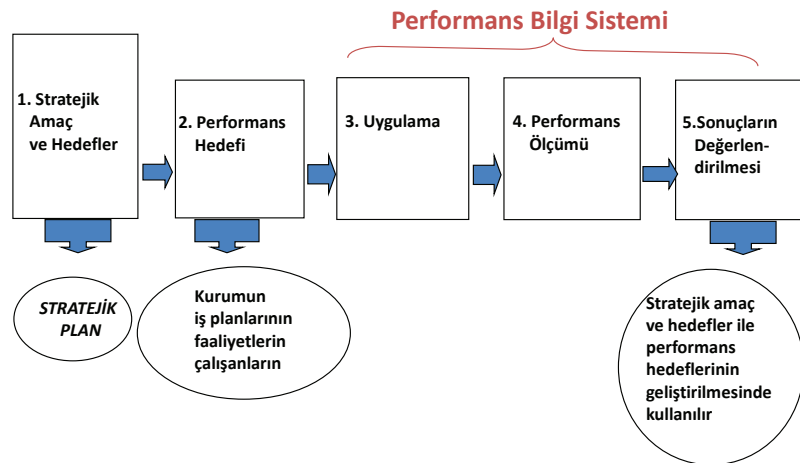 Performans Bilgi Sistemi
1. Stratejik
Amaç
ve Hedefler
2. Performans
Hedefi
3. Uygulama
4. Performans
Ölçümü
5.Sonuçların
Değerlen-
dirilmesi
STRATEJİK
PLAN
Kurumun
iş planlarının
faaliyetlerin
çalışanların
Stratejik amaç
ve hedefler ile
performans
hedeflerinin
geliştirilmesinde
kullanılır